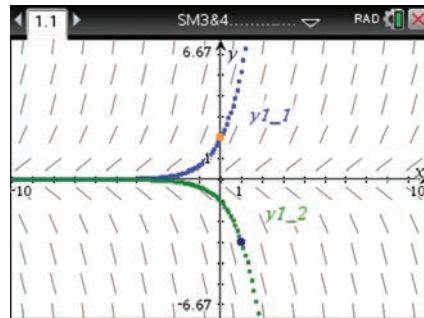 1.1 SM3&4.............. RAD
6.67 y
y1_1
1
x
-10 1 10
y1_2
-6.67